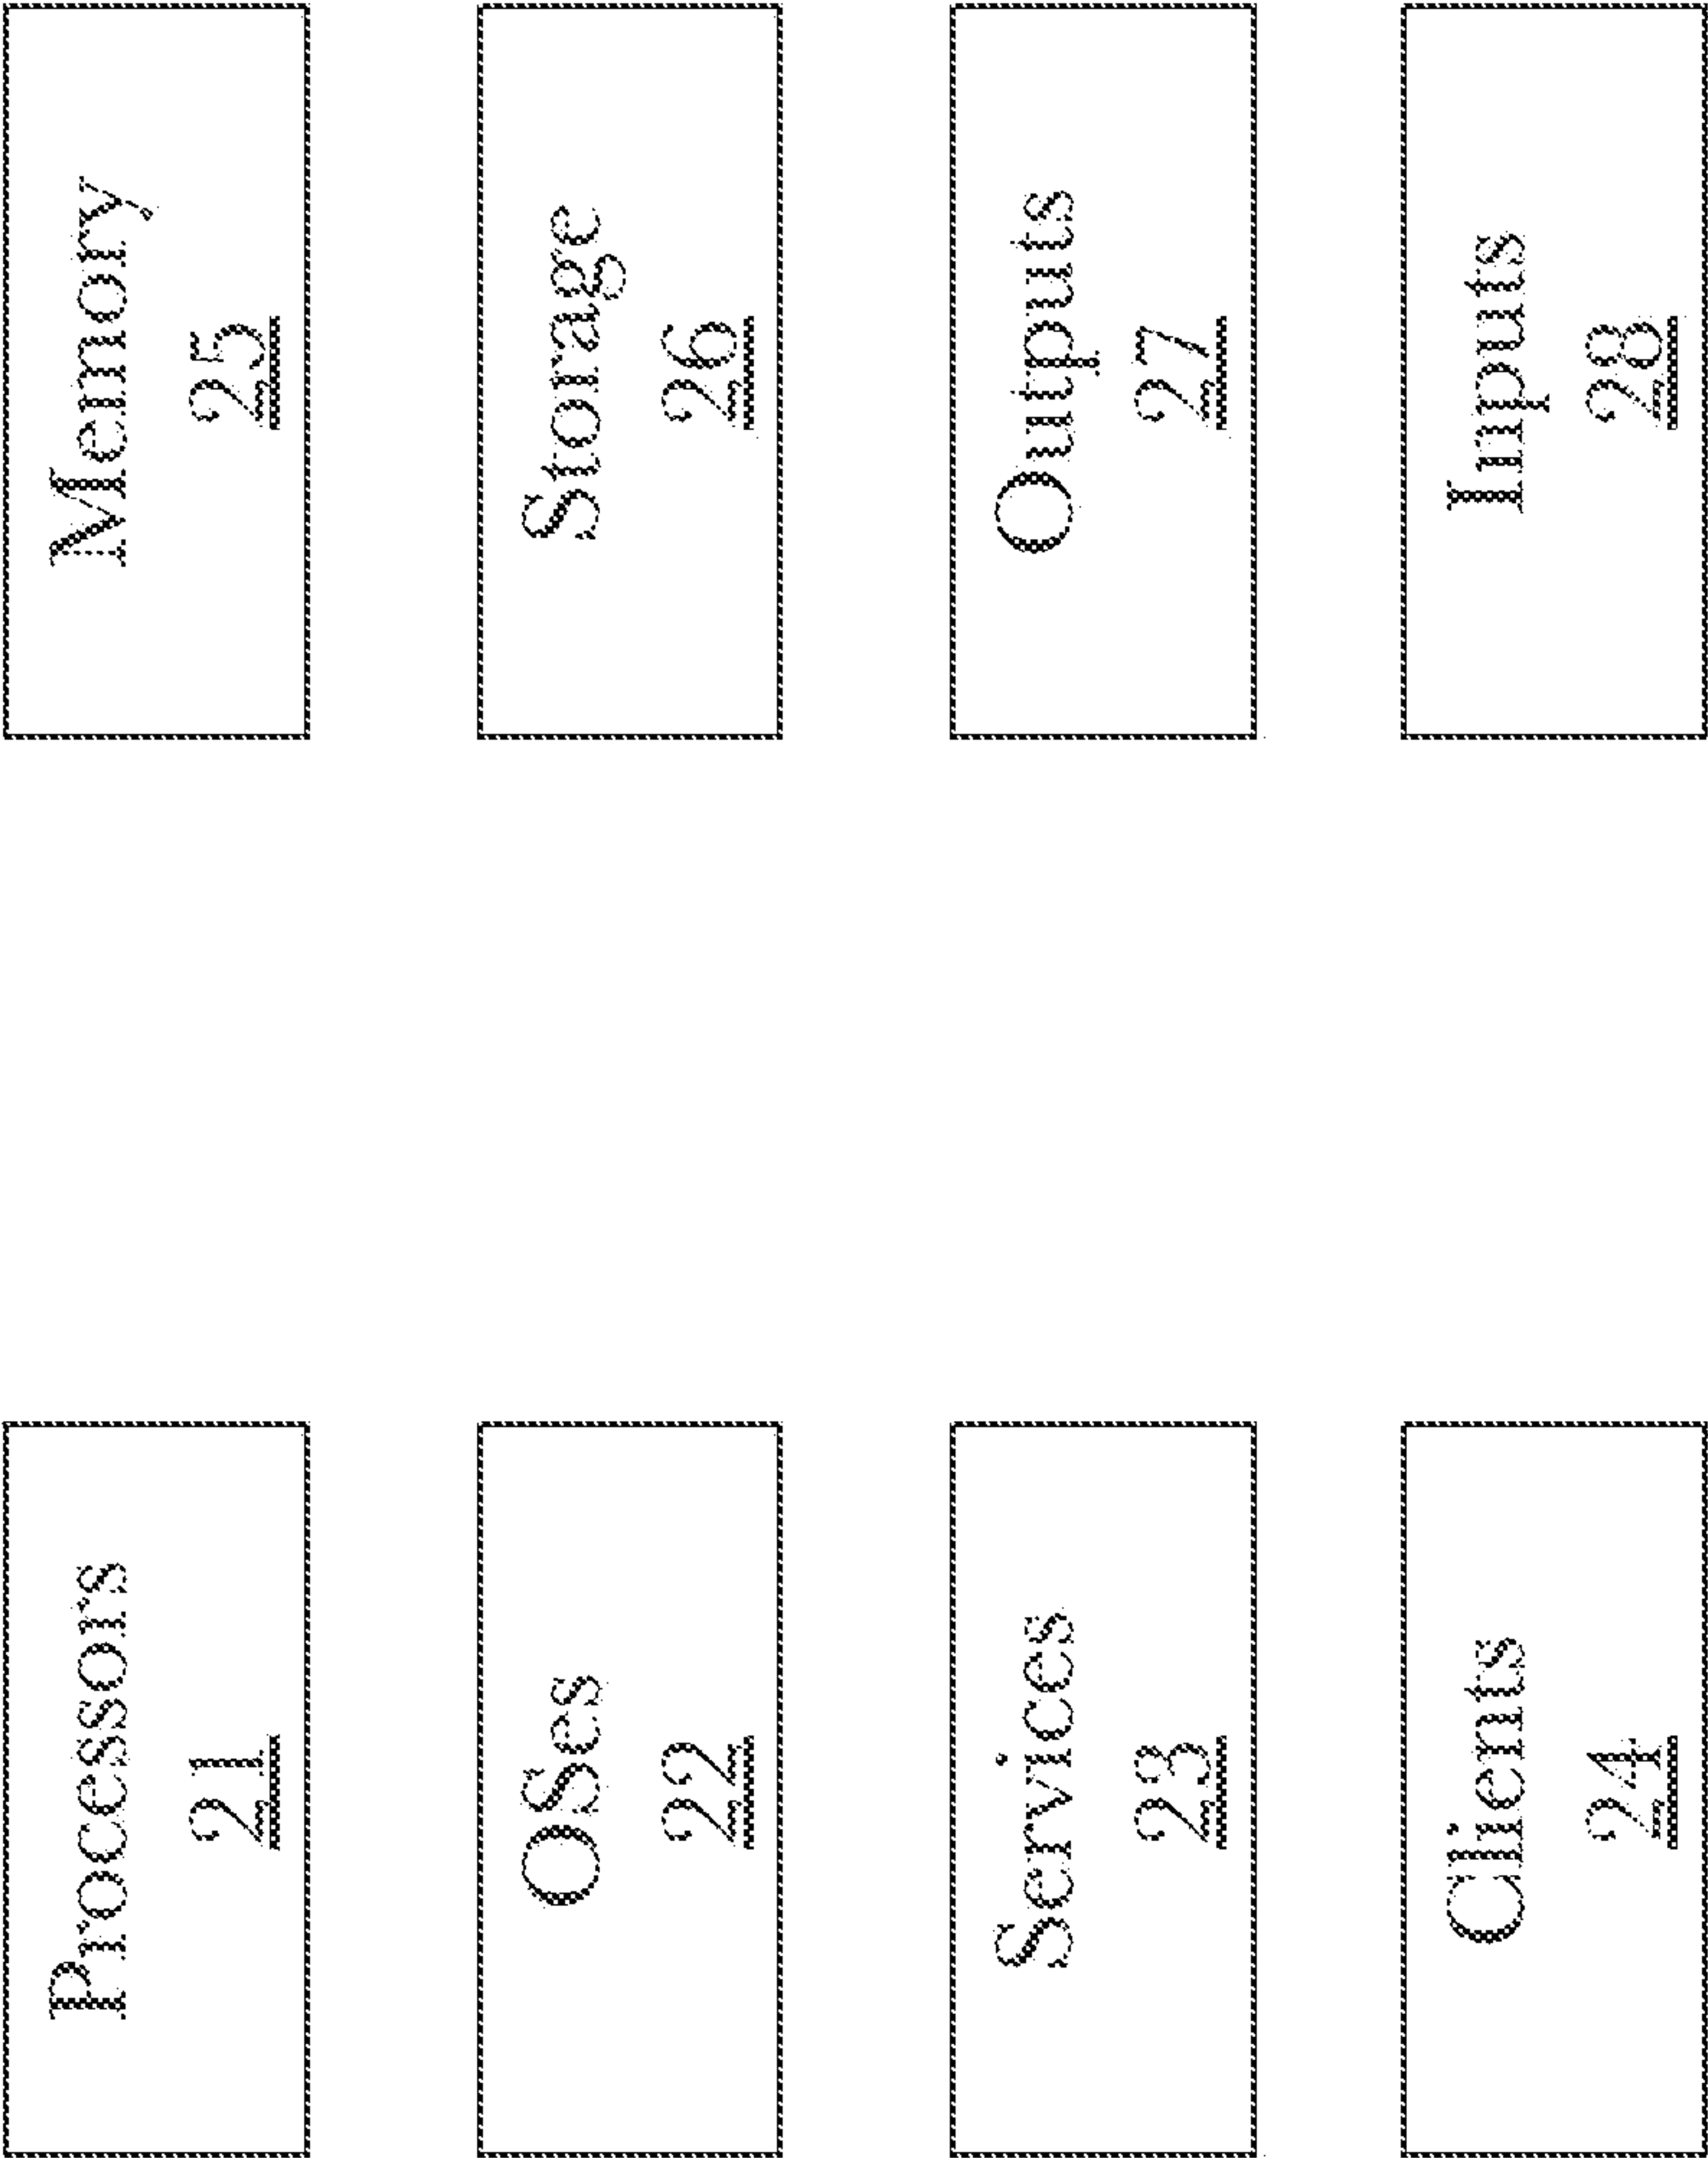 Processors
21
Memory
25
OSes
22
Storage
26
Services
23
Outputs
27
Clients
24
Inputs
28